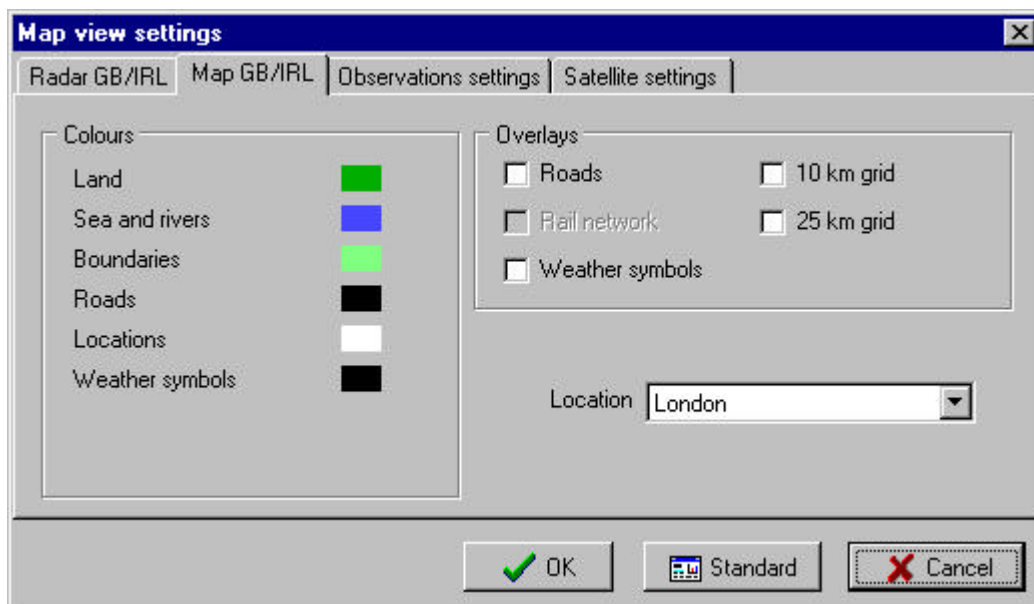 Map view settings
Radar GB/IRL
Map GB/IRL
Observations settings
Satellite settings
Colours
Land
Sea and rivers
Boundaries
Roads
Locations
Weather symbols
Overlays
Roads
10 km grid
Rail network
25 km grid
Weather symbols
Location
London
OK
Standard
Cancel